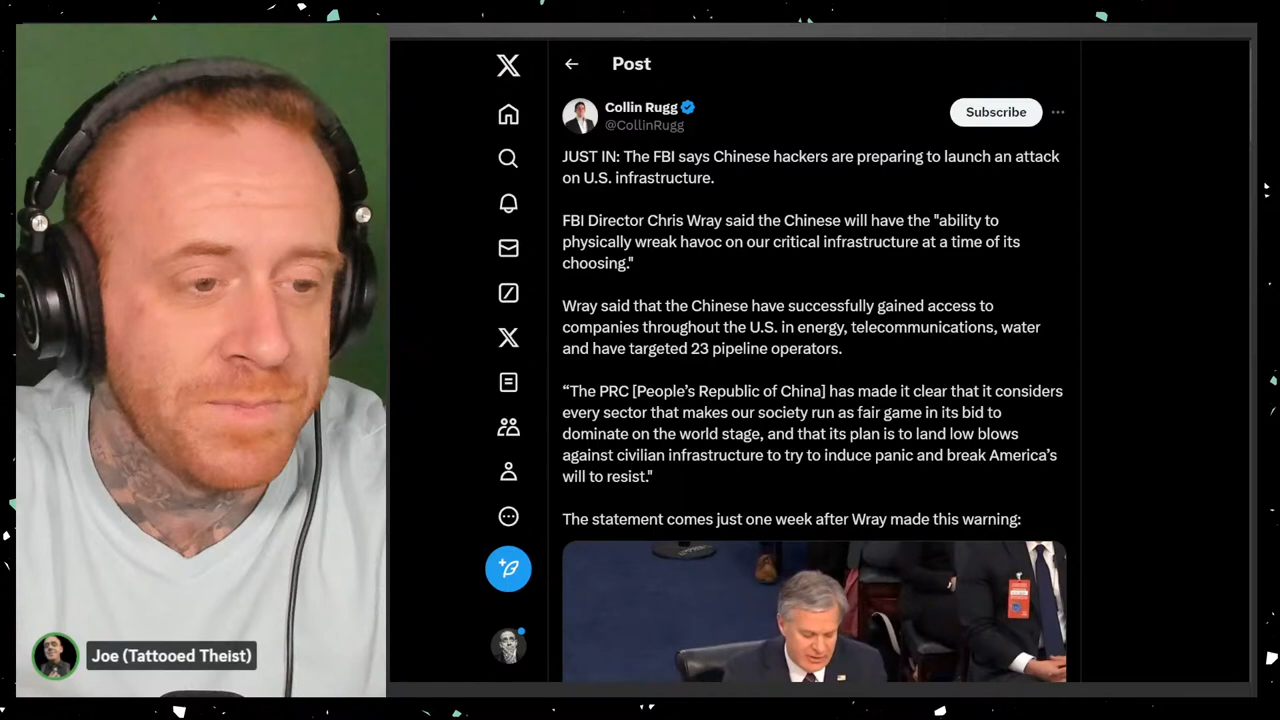 Post
Collin Rugg
@CollinRugg
Subscribe
JUST IN: The FBI says Chinese hackers are preparing to launch an attack
on U.S. infrastructure.
FBI Director Chris Wray said the Chinese will have the "ability to
physically wreak havoc on our critical infrastructure at a time of its
choosing."
Wray said that the Chinese have successfully gained access to
companies throughout the U.S. in energy, telecommunications, water
and have targeted 23 pipeline operators.
“The PRC [People’s Republic of China] has made it clear that it considers
every sector that makes our society run as fair game in its bid to
dominate on the world stage, and that its plan is to land low blows
against civilian infrastructure to try to induce panic and break America’s
will to resist."
The statement comes just one week after Wray made this warning:
Joe (Tattooed Theist)